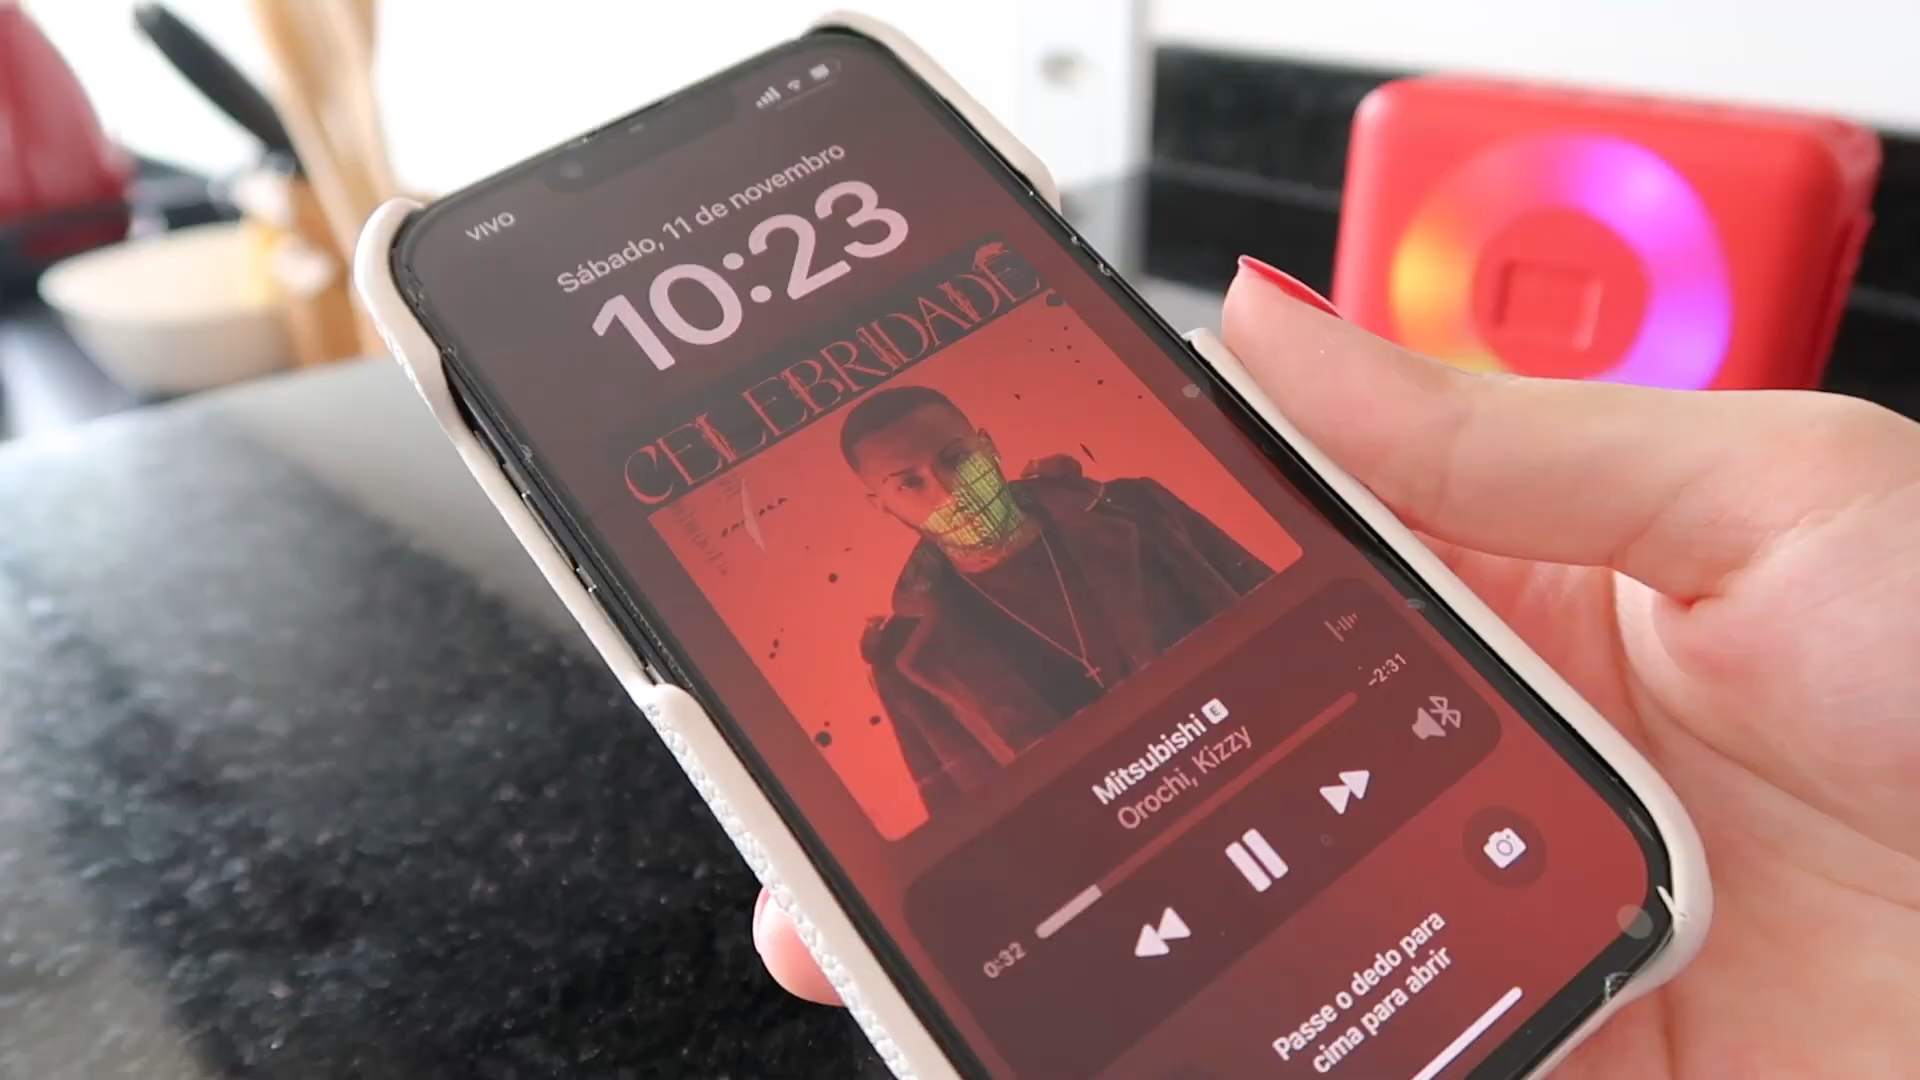 VIVO
Sábado, 11 de novembro
10:23
CELEBRIDADE
-2:31
Mitsubishi E
Orochi, Kizzy
0:32
Passe o dedo para
cima para abrir